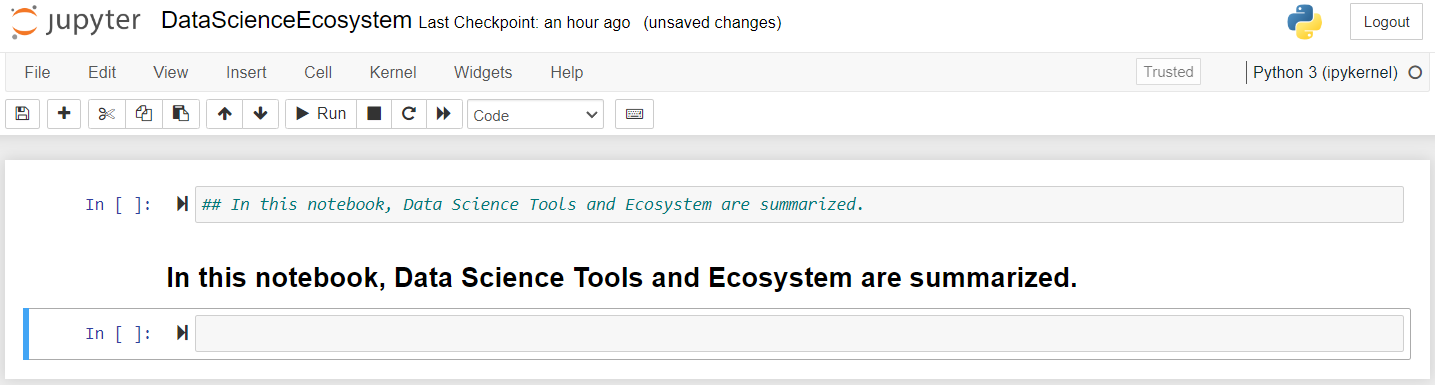 jupyter DataScienceEcosystem Last Checkpoint: an hour ago (unsaved changes) Logout
File Edit View Insert Cell Kernel Widgets Help Trusted Python 3 (ipykernel)
Run Code
In [ ]: ## In this notebook, Data Science Tools and Ecosystem are summarized.
In this notebook, Data Science Tools and Ecosystem are summarized.
In [ ]: